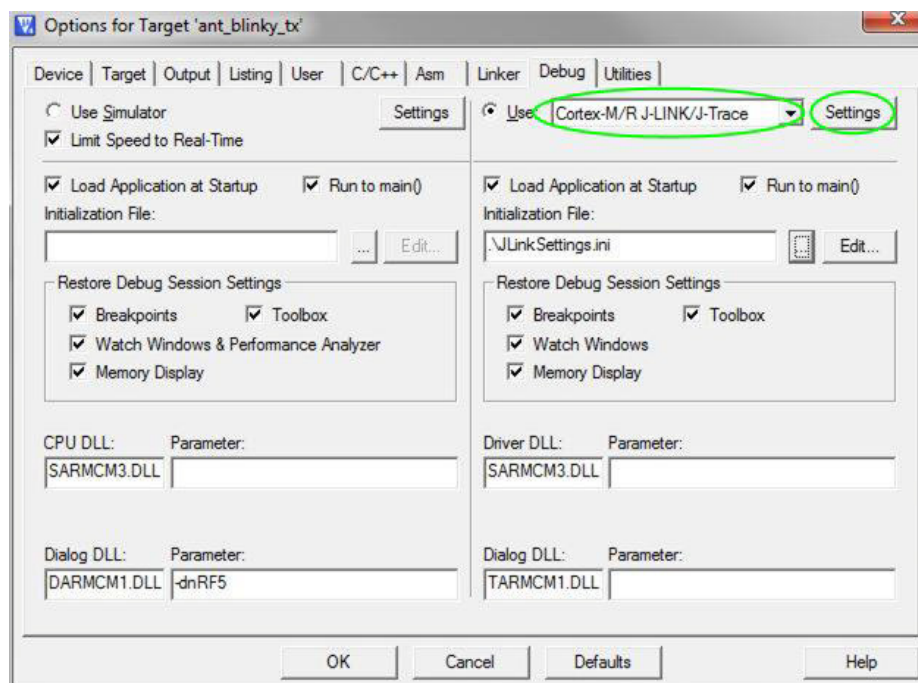 Options for Target 'ant_blinky_tx'
Device Target Output Listing User C/C++ Asm Linker Debug Utilities
Use Simulator Settings
Limit Speed to Real-Time
Use: Cortex-M/R J-LINK/J-Trace Settings
Load Application at Startup Run to main()
Initialization File:
... Edit...
Load Application at Startup Run to main()
Initialization File:
.\JLinkSettings.ini ... Edit...
Restore Debug Session Settings
Breakpoints Toolbox
Watch Windows & Performance Analyzer
Memory Display
Restore Debug Session Settings
Breakpoints Toolbox
Watch Windows
Memory Display
CPU DLL: Parameter:
SARMCM3.DLL
Driver DLL: Parameter:
SARMCM3.DLL
Dialog DLL: Parameter:
DARMCM1.DLL -dnRF5
Dialog DLL: Parameter:
TARMCM1.DLL
OK Cancel Defaults Help